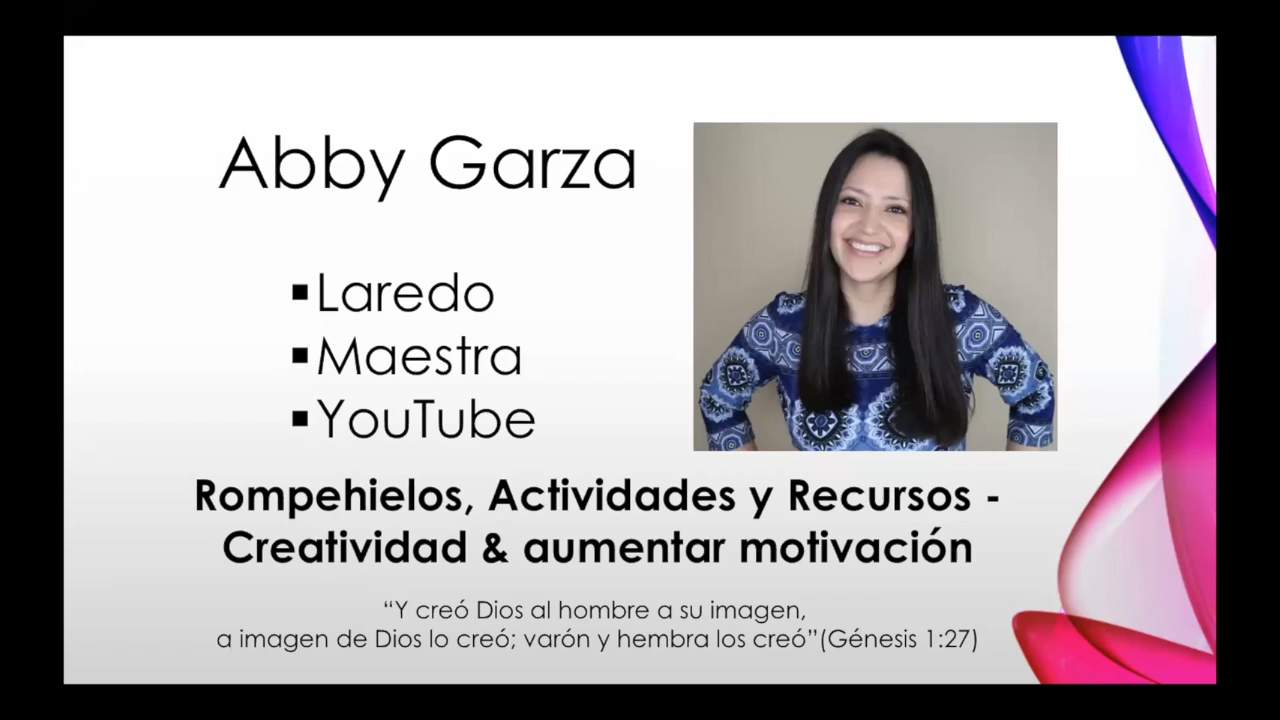 Abby Garza
▪Laredo
▪Maestra
▪YouTube
Rompehielos, Actividades y Recursos -
Creatividad & aumentar motivación
“Y creó Dios al hombre a su imagen,
a imagen de Dios lo creó; varón y hembra los creó”(Génesis 1:27)